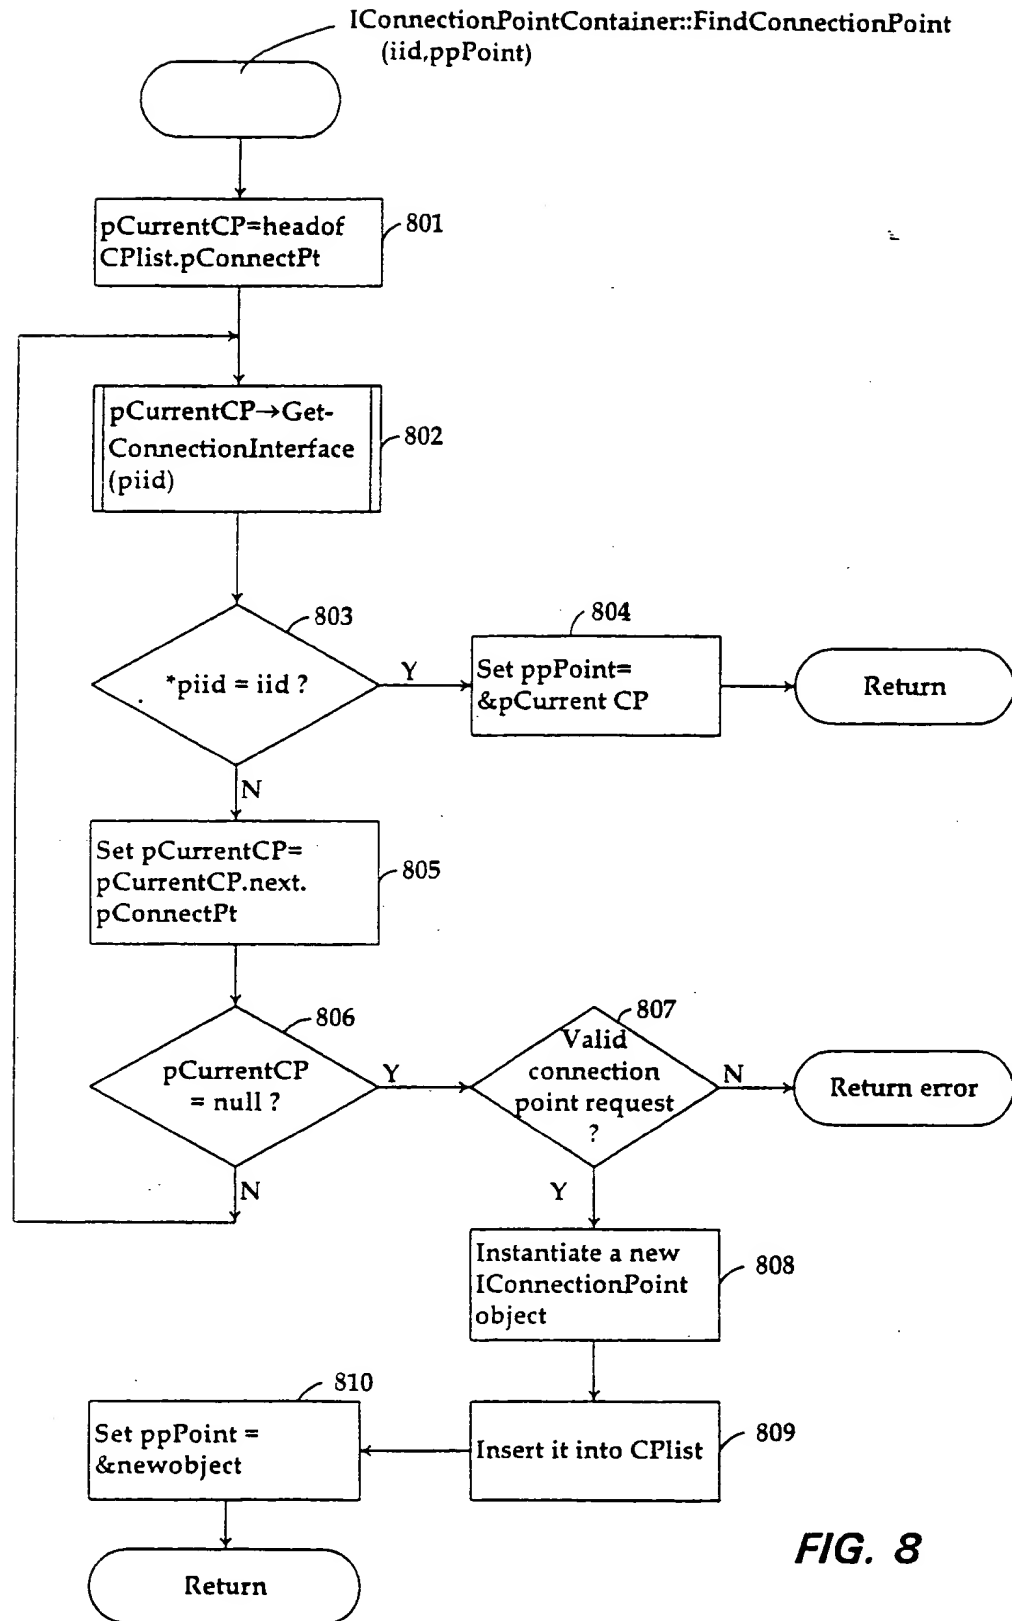 IConnectionPointContainer::FindConnectionPoint
(iid,ppPoint)
pCurrentCP=headof
CPlist.pConnectPt
801
pCurrentCP→Get-
ConnectionInterface
(piid)
802
803
*piid = iid ?
Y
804
Set ppPoint=
&pCurrent CP
Return
N
Set pCurrentCP=
pCurrentCP.next.
pConnectPt
805
806
pCurrentCP
= null ?
Y
807
Valid
connection
point request
?
N
Return error
N
Y
Instantiate a new
IConnectionPoint
object
808
810
Set ppPoint =
&newobject
Insert it into CPlist
809
Return
FIG. 8